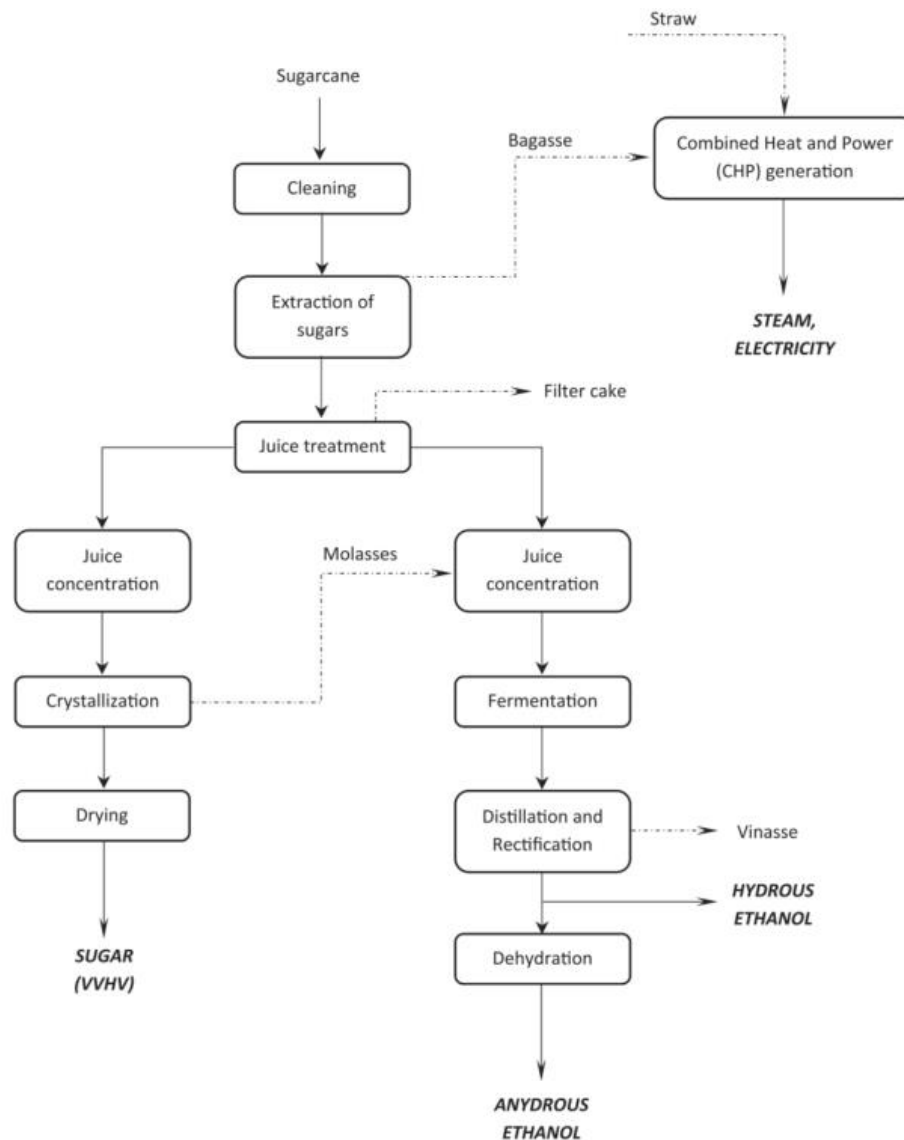 Straw
Sugarcane
Bagasse
Combined Heat and Power
(CHP) generation
Cleaning
Extraction of
sugars
STEAM,
ELECTRICITY
Filter cake
Juice treatment
Juice
concentration
Molasses
Juice
concentration
Crystallization
Fermentation
Drying
Distillation and
Rectification
Vinasse
HYDROUS
ETHANOL
SUGAR
(VVHV)
Dehydration
ANYDROUS
ETHANOL